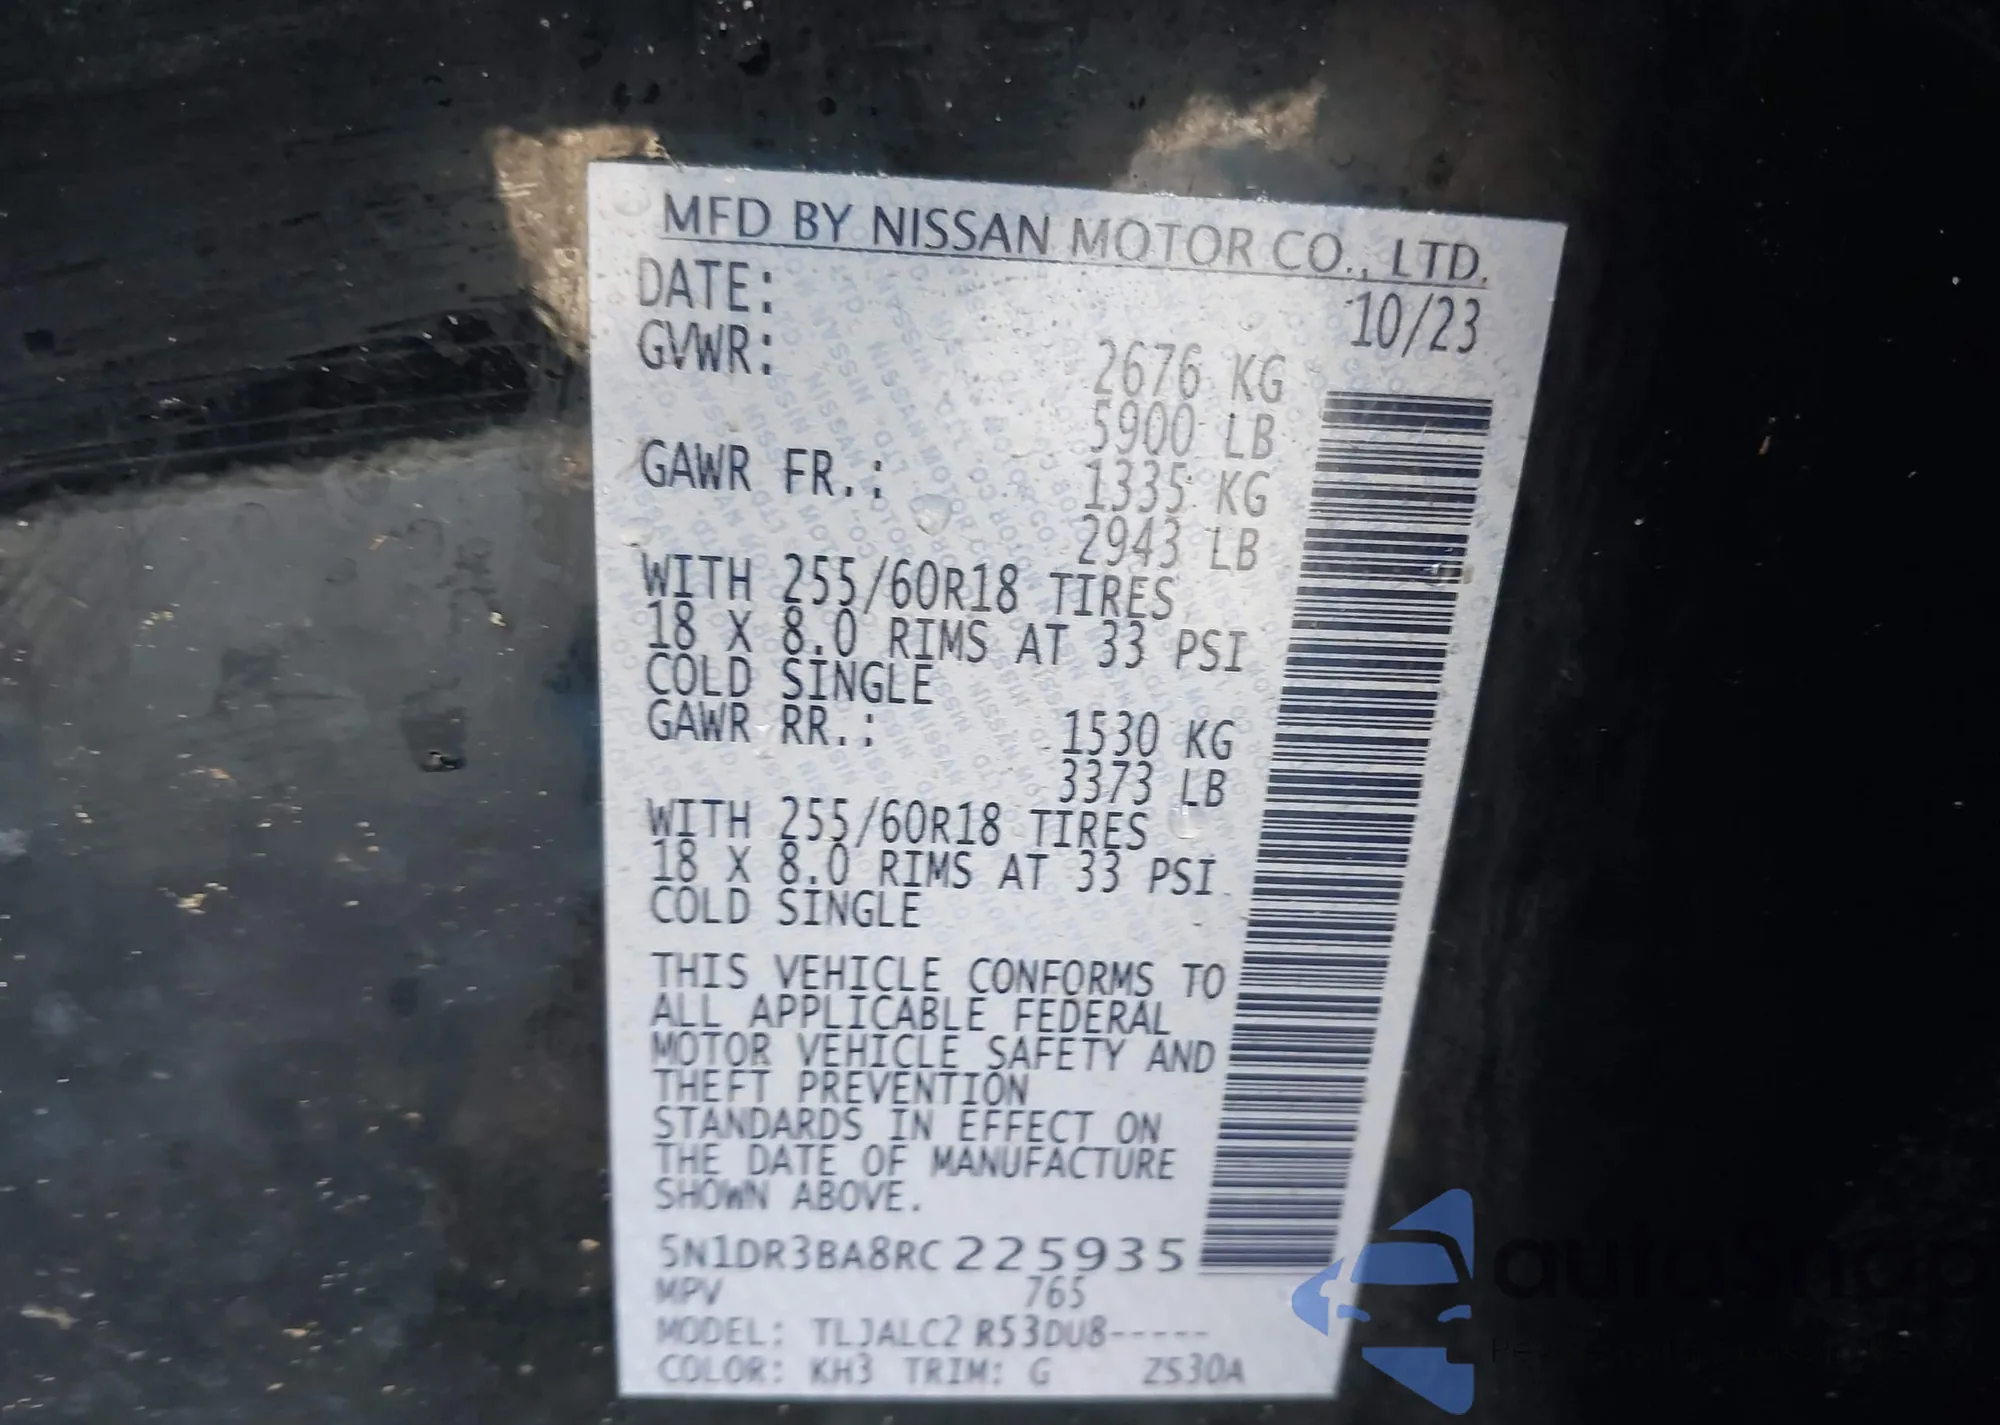 MFD BY NISSAN MOTOR CO., LTD.
DATE: 10/23
GVWR: 2676 KG
5900 LB
GAWR FR.: 1335 KG
2943 LB
WITH 255/60R18 TIRES
18 X 8.0 RIMS AT 33 PSI
COLD SINGLE
GAWR RR.: 1530 KG
3373 LB
WITH 255/60R18 TIRES
18 X 8.0 RIMS AT 33 PSI
COLD SINGLE
THIS VEHICLE CONFORMS TO
ALL APPLICABLE FEDERAL
MOTOR VEHICLE SAFETY AND
THEFT PREVENTION
STANDARDS IN EFFECT ON
THE DATE OF MANUFACTURE
SHOWN ABOVE.
5N1DR3BA8RC225935
MPV 765
MODEL: TLJALC2 R53DU8-----
COLOR: KH3 TRIM: G ZS30A